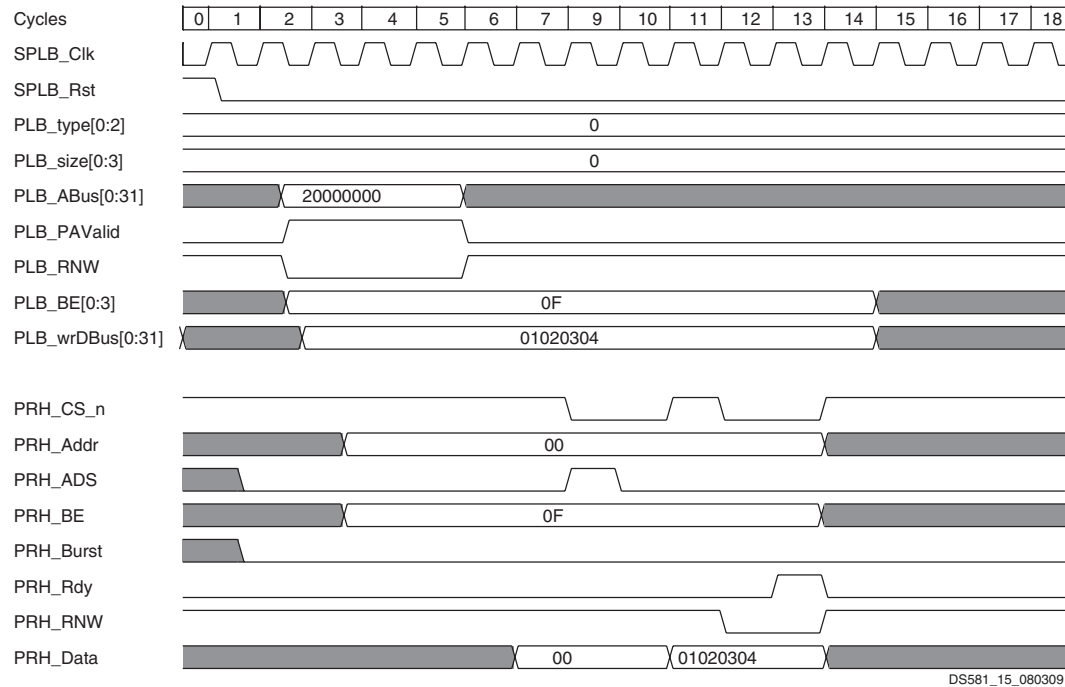 Cycles 0 1 2 3 4 5 6 7 9 10 11 12 13 14 15 16 17 18
SPLB_Clk
SPLB_Rst
PLB_type[0:2] 0
PLB_size[0:3] 0
PLB_ABus[0:31] 20000000
PLB_PAValid
PLB_RNW
PLB_BE[0:3] 0F
PLB_wrDBus[0:31] 01020304
PRH_CS_n
PRH_Addr 00
PRH_ADS
PRH_BE 0F
PRH_Burst
PRH_Rdy
PRH_RNW
PRH_Data 00 01020304
DS581_15_080309